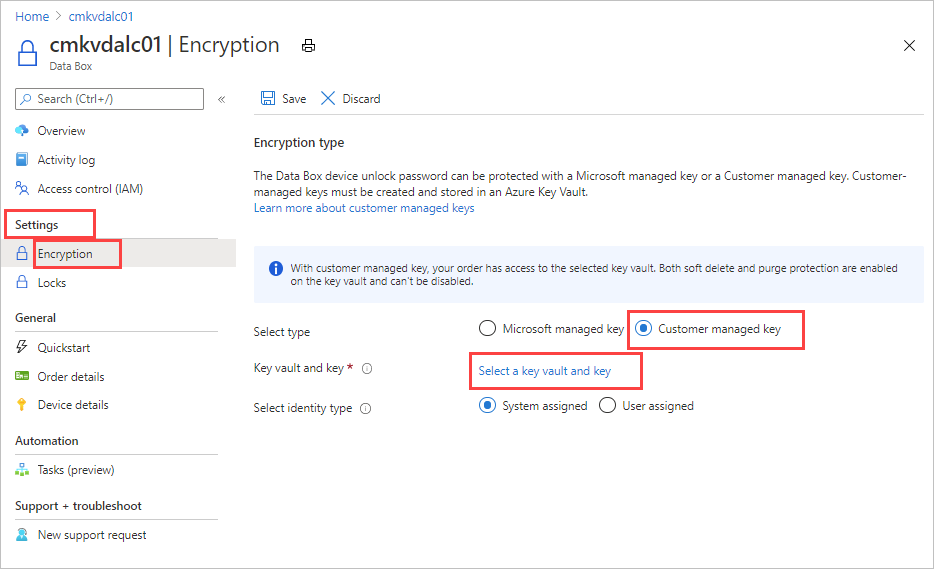 Home > cmkvdalc01
cmkvdalc01 | Encryption
Data Box
Search (Ctrl+/)
«
Save
Discard
Overview
Activity log
Access control (IAM)
Settings
Encryption
Locks
General
Quickstart
Order details
Device details
Automation
Tasks (preview)
Support + troubleshoot
New support request
Encryption type
The Data Box device unlock password can be protected with a Microsoft managed key or a Customer managed key. Customer-
managed keys must be created and stored in an Azure Key Vault.
Learn more about customer managed keys
With customer managed key, your order has access to the selected key vault. Both soft delete and purge protection are enabled
on the key vault and can't be disabled.
Select type
Microsoft managed key
Customer managed key
Key vault and key *
Select a key vault and key
Select identity type
System assigned
User assigned